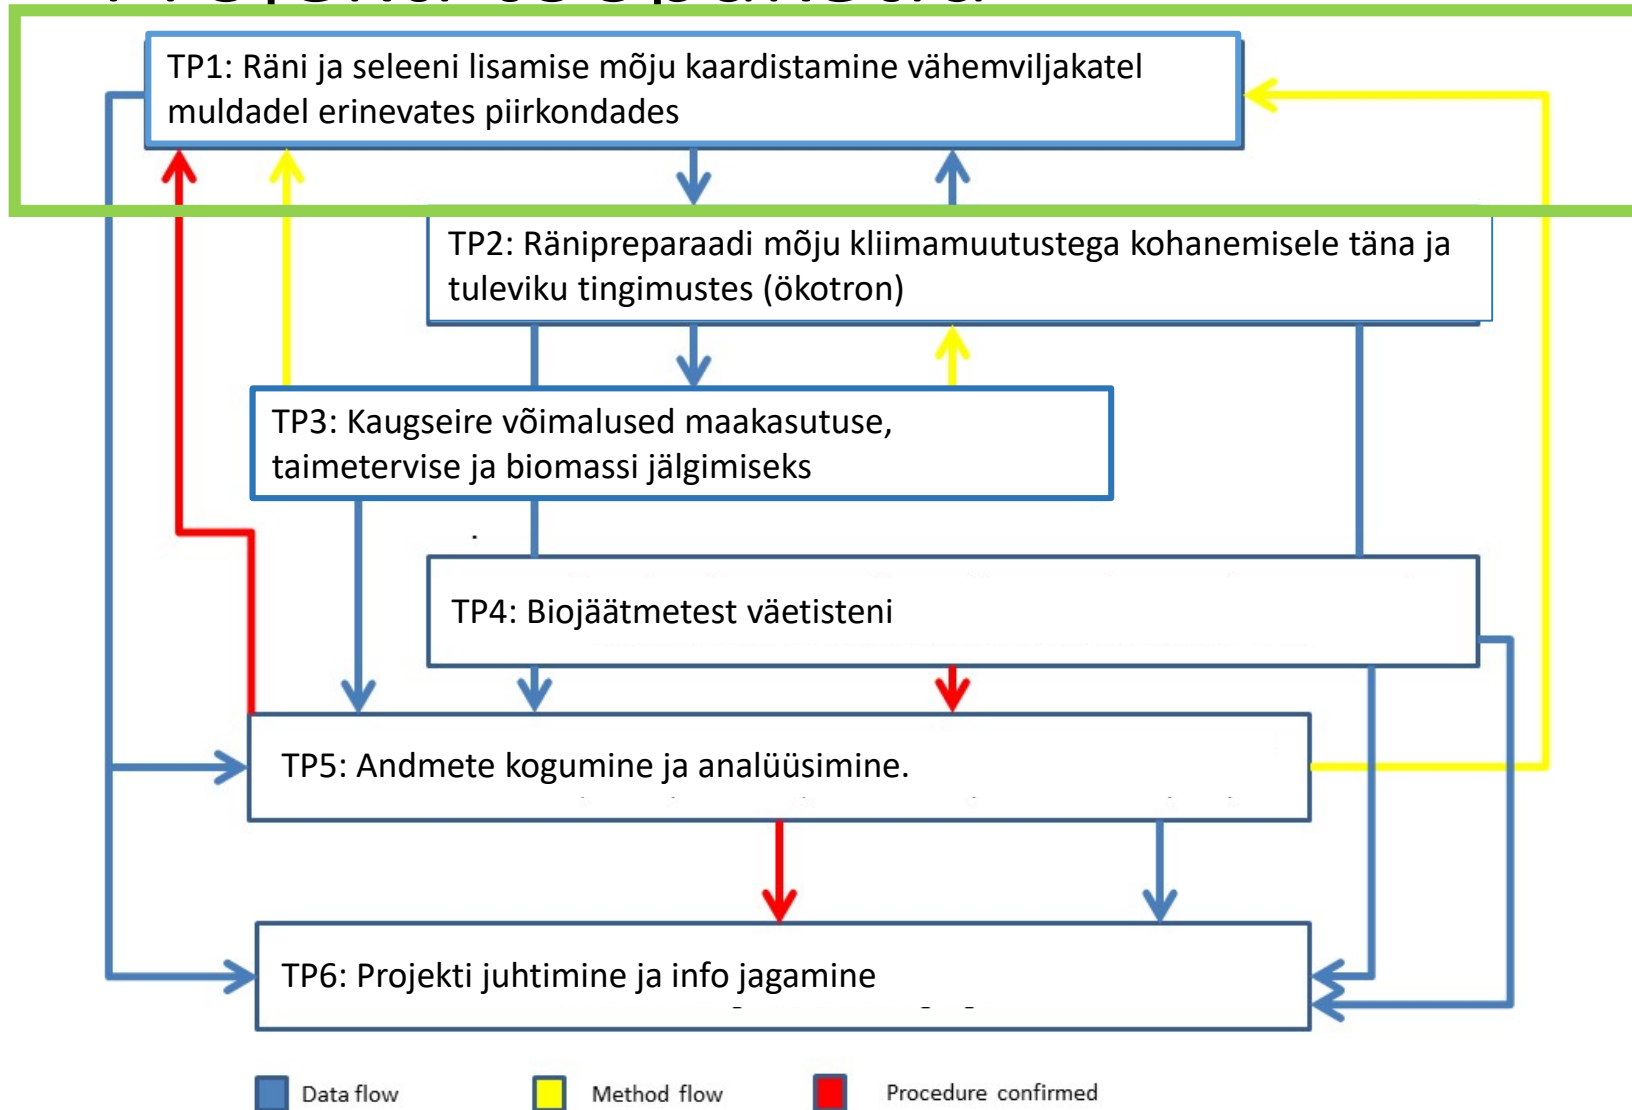 TP1: Räni ja seleeni lisamise mõju kaardistamine vähemviljakatel
muldadel erinevates piirkondades
TP2: Ränipreparaadi mõju kliimamuutustega kohanemisele täna ja
tuleviku tingimustes (ökotron)
TP3: Kaugseire võimalused maakasutuse,
taimetervise ja biomassi jälgimiseks
TP4: Biojäätmetest väetisteni
TP5: Andmete kogumine ja analüüsimine.
TP6: Projekti juhtimine ja info jagamine
Data flow
Method flow
Procedure confirmed